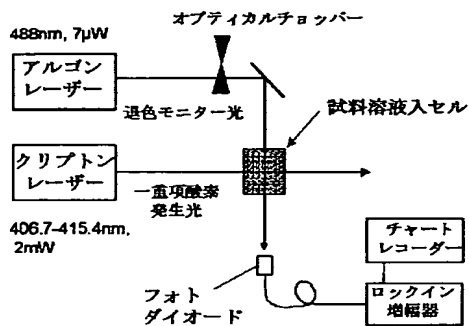 オプティカルチョッパー
488nm, 7μW
アルゴン
レーザー
退色モニター光
試料溶液入セル
クリプトン
レーザー
一重項酸素
発生光
406.7-415.4nm,
2mW
チャート
レコーダー
フォト
ダイオード
ロックイン
増幅器